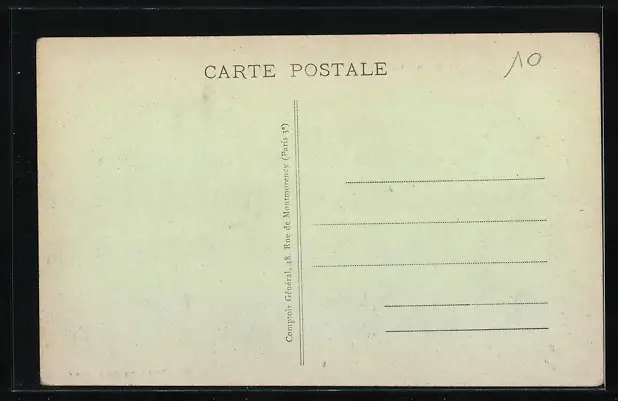 CARTE POSTALE
10
Comptoir Général, 48, Rue de Montmorency (Paris 3e)